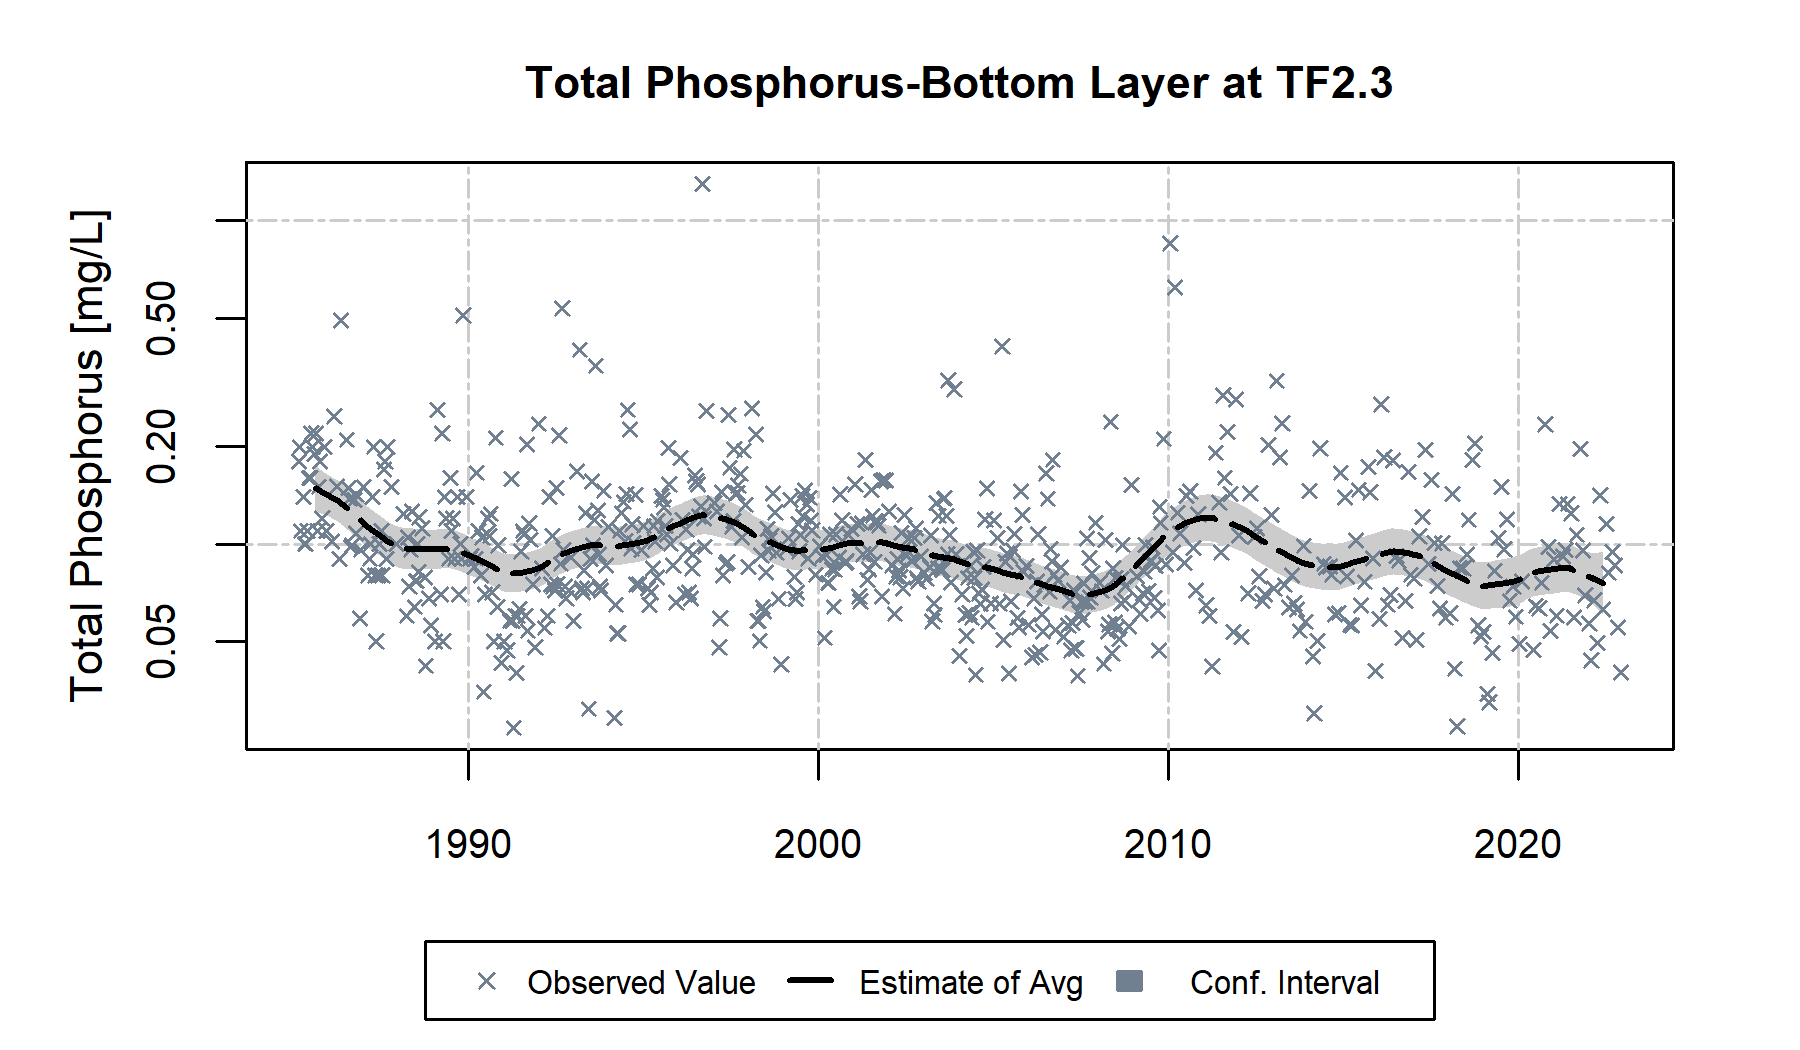 Total Phosphorus-Bottom Layer at TF2.3
Total Phosphorus [mg/L]
0.50
0.20
0.05
1990 2000 2010 2020
Observed Value Estimate of Avg Conf. Interval